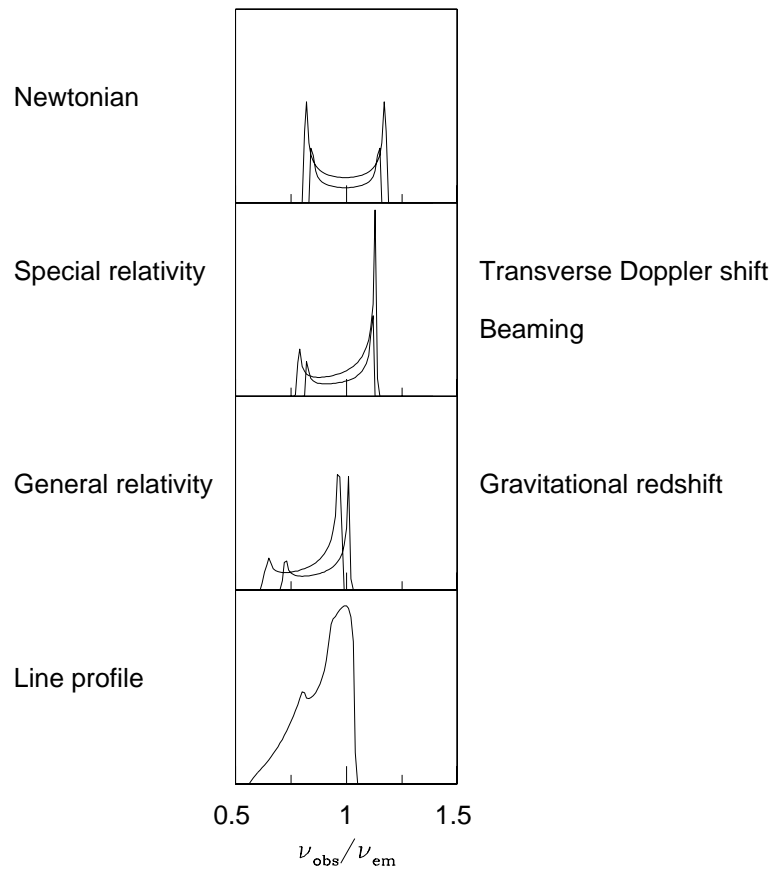 Newtonian
Special relativity
Transverse Doppler shift
Beaming
General relativity
Gravitational redshift
Line profile
0.5 1 1.5
ν_obs/ν_em